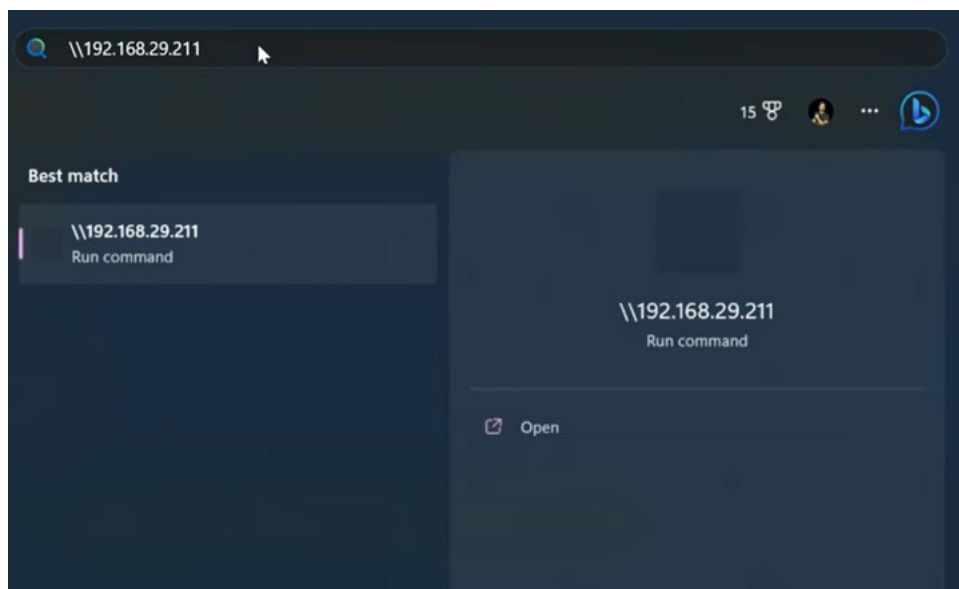 \\192.168.29.211
15
Best match
\\192.168.29.211
Run command
\\192.168.29.211
Run command
Open